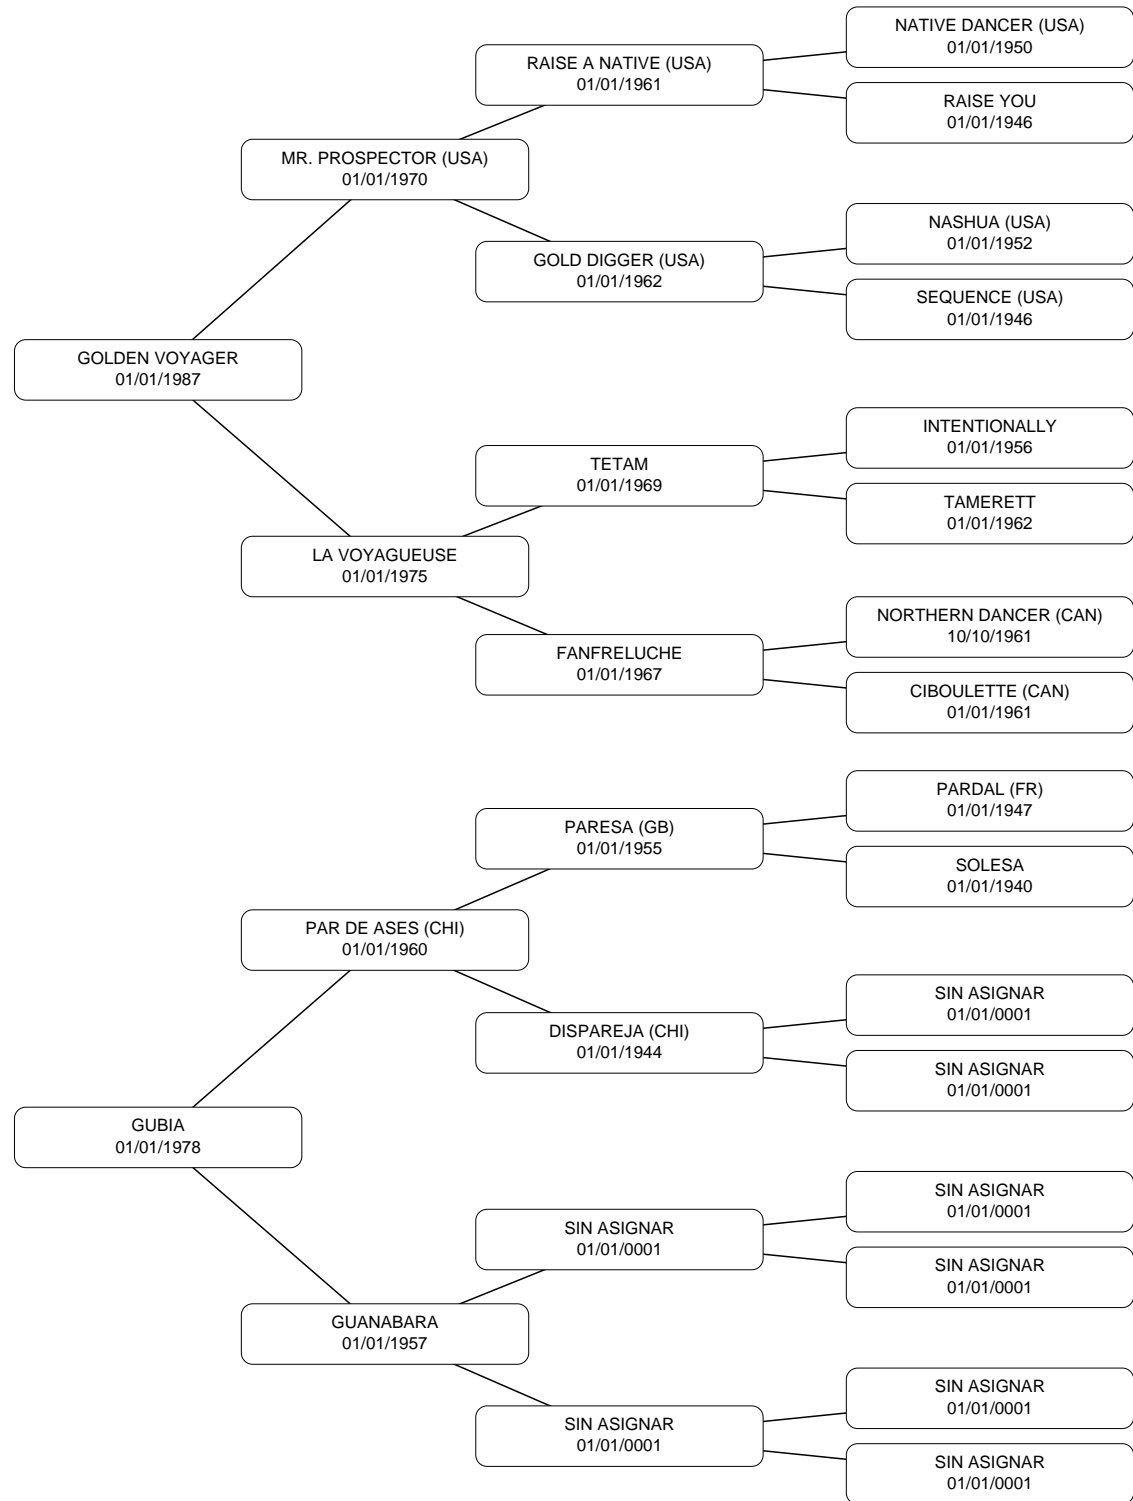 NATIVE DANCER (USA)
01/01/1950
RAISE A NATIVE (USA)
01/01/1961
RAISE YOU
01/01/1946
MR. PROSPECTOR (USA)
01/01/1970
NASHUA (USA)
01/01/1952
GOLD DIGGER (USA)
01/01/1962
SEQUENCE (USA)
01/01/1946
GOLDEN VOYAGER
01/01/1987
INTENTIONALLY
01/01/1956
TETAM
01/01/1969
TAMERETT
01/01/1962
LA VOYAGUEUSE
01/01/1975
NORTHERN DANCER (CAN)
10/10/1961
FANFRELUCHE
01/01/1967
CIBOULETTE (CAN)
01/01/1961
PARDAL (FR)
01/01/1947
PARESA (GB)
01/01/1955
SOLESA
01/01/1940
PAR DE ASES (CHI)
01/01/1960
SIN ASIGNAR
01/01/0001
DISPAREJA (CHI)
01/01/1944
SIN ASIGNAR
01/01/0001
GUBIA
01/01/1978
SIN ASIGNAR
01/01/0001
SIN ASIGNAR
01/01/0001
SIN ASIGNAR
01/01/0001
GUANABARA
01/01/1957
SIN ASIGNAR
01/01/0001
SIN ASIGNAR
01/01/0001
SIN ASIGNAR
01/01/0001